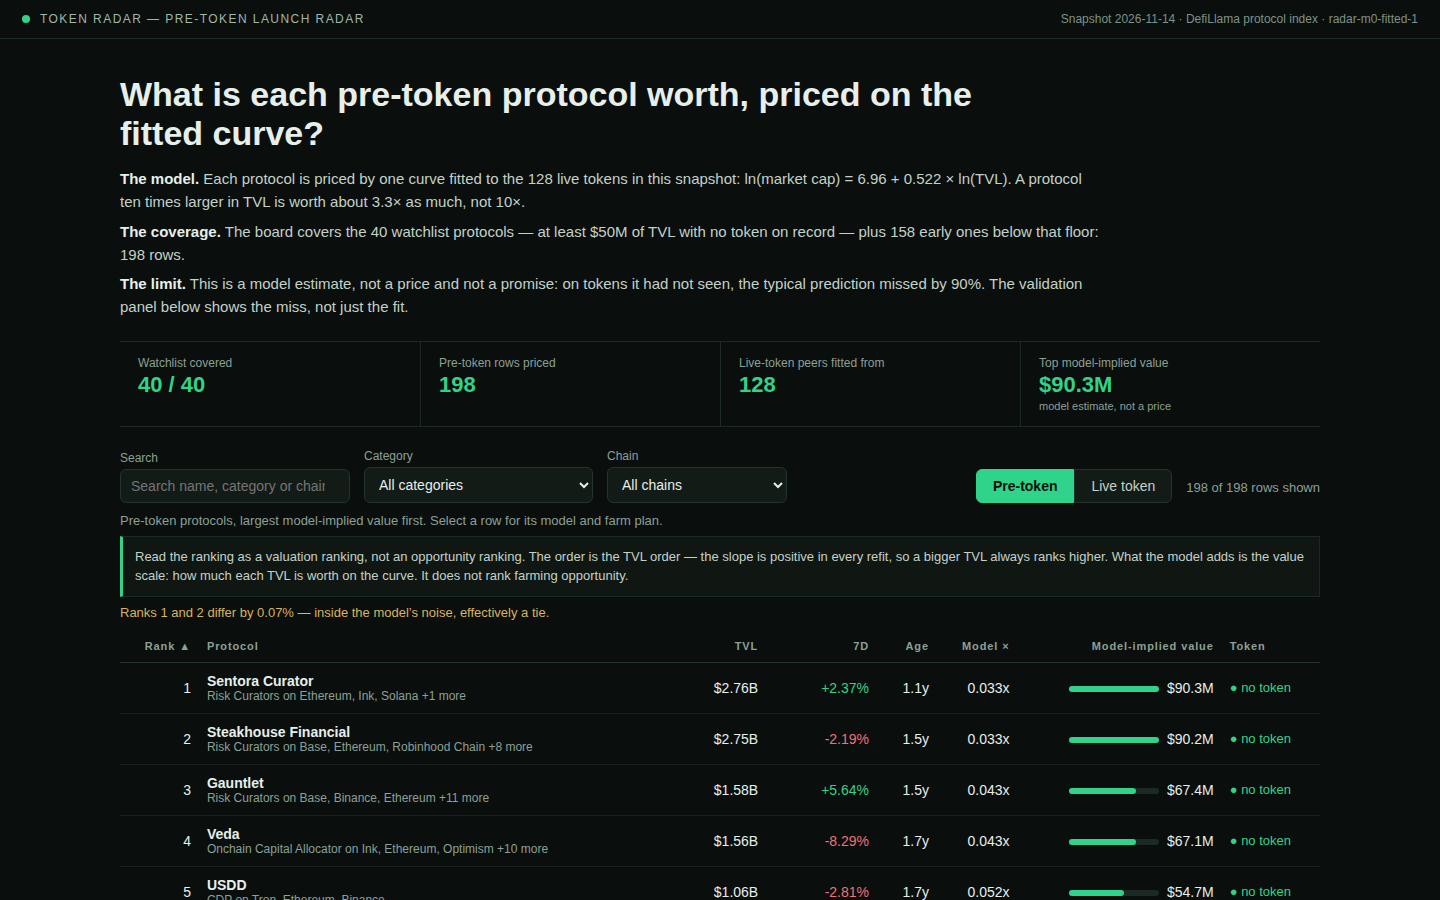 TOKEN RADAR — PRE-TOKEN LAUNCH RADAR
Snapshot 2026-11-14 · DefiLlama protocol index · radar-m0-fitted-1
What is each pre-token protocol worth, priced on the
fitted curve?
The model. Each protocol is priced by one curve fitted to the 128 live tokens in this snapshot: ln(market cap) = 6.96 + 0.522 × ln(TVL). A protocol
ten times larger in TVL is worth about 3.3× as much, not 10×.
The coverage. The board covers the 40 watchlist protocols — at least $50M of TVL with no token on record — plus 158 early ones below that floor:
198 rows.
The limit. This is a model estimate, not a price and not a promise: on tokens it had not seen, the typical prediction missed by 90%. The validation
panel below shows the miss, not just the fit.
Watchlist covered
40 / 40
Pre-token rows priced
198
Live-token peers fitted from
128
Top model-implied value
$90.3M
model estimate, not a price
Search
Search name, category or chain
Category
All categories
Chain
All chains
Pre-token
Live token
198 of 198 rows shown
Pre-token protocols, largest model-implied value first. Select a row for its model and farm plan.
Read the ranking as a valuation ranking, not an opportunity ranking. The order is the TVL order — the slope is positive in every refit, so a bigger TVL always ranks higher. What the model adds is the value
scale: how much each TVL is worth on the curve. It does not rank farming opportunity.
Ranks 1 and 2 differ by 0.07% — inside the model's noise, effectively a tie.
Rank ▲ Protocol TVL 7D Age Model × Model-implied value Token
1 Sentora Curator $2.76B +2.37% 1.1y 0.033x $90.3M ● no token
Risk Curators on Ethereum, Ink, Solana +1 more
2 Steakhouse Financial $2.75B -2.19% 1.5y 0.033x $90.2M ● no token
Risk Curators on Base, Ethereum, Robinhood Chain +8 more
3 Gauntlet $1.58B +5.64% 1.5y 0.043x $67.4M ● no token
Risk Curators on Base, Binance, Ethereum +11 more
4 Veda $1.56B -8.29% 1.7y 0.043x $67.1M ● no token
Onchain Capital Allocator on Ink, Ethereum, Optimism +10 more
5 USDD $1.06B -2.81% 1.7y 0.052x $54.7M ● no token
CDP on Tron, Ethereum, Binance